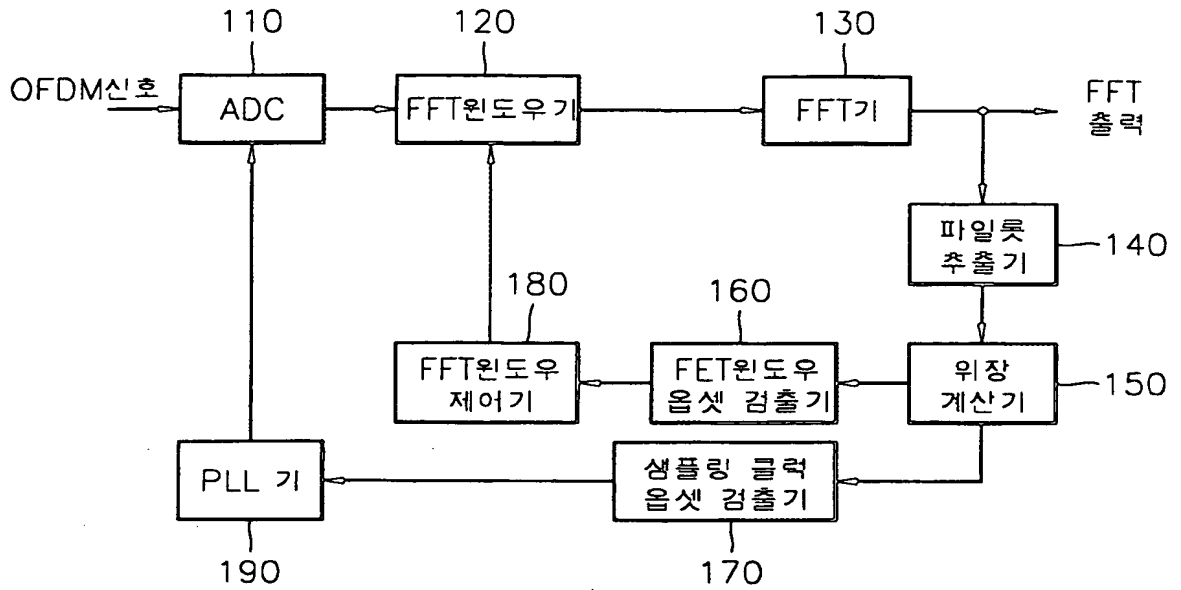 110
120
130
OFDM신호
ADC
FFT윈도우기
FFT기
FFT
출력
파일롯
추출기
140
180
160
FFT윈도우
제어기
FET윈도우
옵셋 검출기
위장
계산기
150
PLL 기
샘플링 클럭
옵셋 검출기
190
170